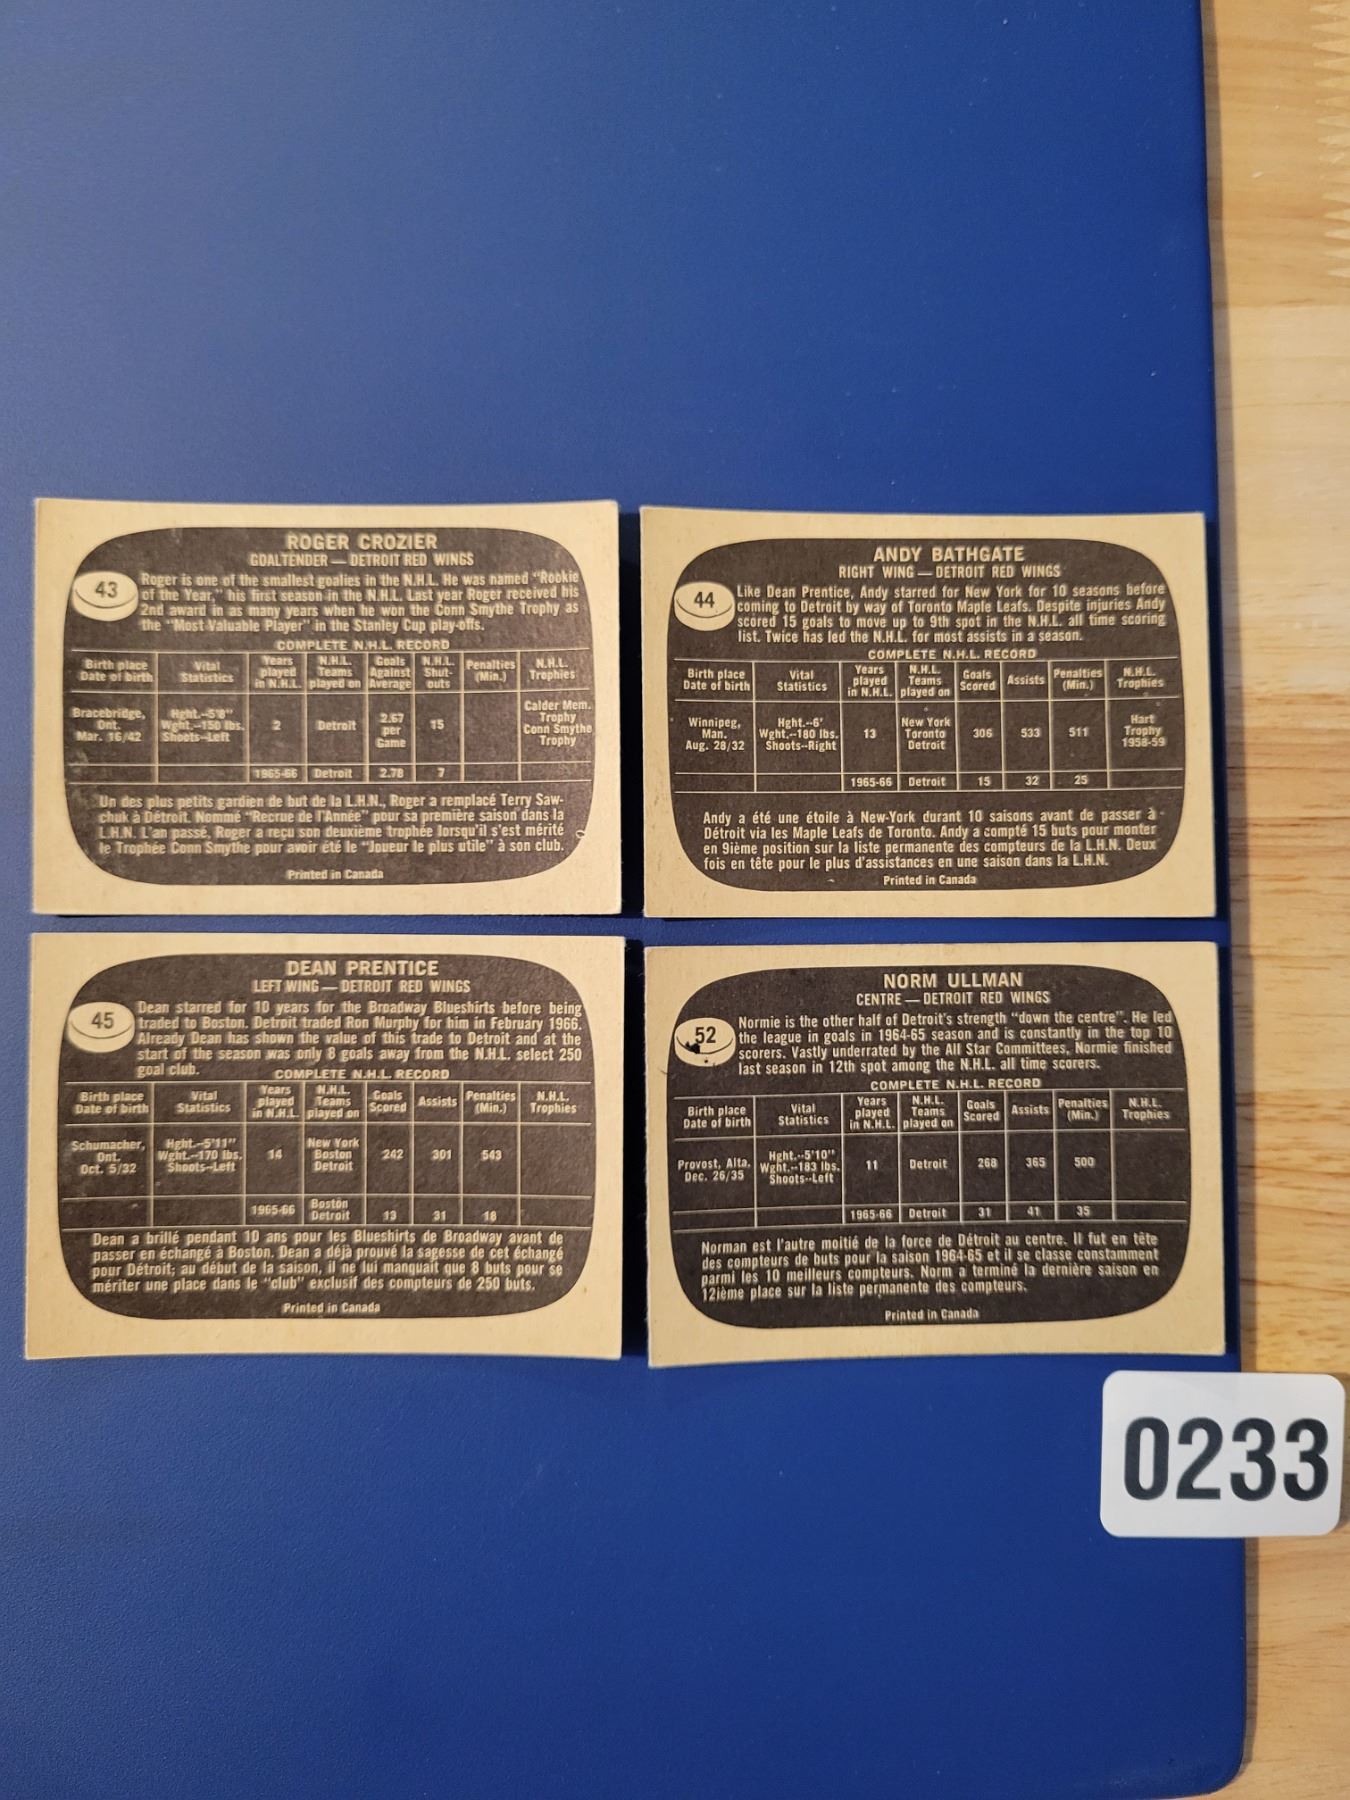 ROGER CROZIER
GOALTENDER — DETROIT RED WINGS
43
Roger is one of the smallest goalies in the N.H.L. He was named "Rookie
of the Year," his first season in the N.H.L. Last year Roger received his
2nd award in as many years when he won the Conn Smythe Trophy as
the "Most Valuable Player" in the Stanley Cup play-offs.
COMPLETE N.H.L. RECORD
Birth place Date of birth | Vital Statistics | Years played in N.H.L. | N.H.L. Teams played on | Goals Against Average | N.H.L. Shut-outs | Penalties (Min.) | N.H.L. Trophies
Bracebridge, Ont. Mar. 16/42 | Hght.--5'8" Wght.--150 lbs. Shoots--Left | 2 | Detroit | 2.67 per Game | 15 | Calder Mem. Trophy Conn Smythe Trophy
1965-66 | Detroit | 2.78 | 7
Un des plus petits gardien de but de la L.H.N., Roger a remplacé Terry Saw-
chuk à Détroit. Nommé "Recrue de l'Année" pour sa première saison dans la
L.H.N. L'an passé, Roger a reçu son deuxième trophée lorsqu'il s'est mérité
le Trophée Conn Smythe pour avoir été le "Joueur le plus utile" à son club.
Printed in Canada
ANDY BATHGATE
RIGHT WING — DETROIT RED WINGS
44
Like Dean Prentice, Andy starred for New York for 10 seasons before
coming to Detroit by way of Toronto Maple Leafs. Despite injuries Andy
scored 15 goals to move up to 9th spot in the N.H.L. all time scoring
list. Twice has led the N.H.L. for most assists in a season.
COMPLETE N.H.L. RECORD
Birth place Date of birth | Vital Statistics | Years played in N.H.L. | N.H.L. Teams played on | Goals Scored | Assists | Penalties (Min.) | N.H.L. Trophies
Winnipeg, Man. Aug. 28/32 | Hght.--6' Wght.--180 lbs. Shoots--Right | 13 | New York Toronto Detroit | 306 | 533 | 511 | Hart Trophy 1958-59
1965-66 | Detroit | 15 | 32 | 25
Andy a été une étoile à New-York durant 10 saisons avant de passer à
Détroit via les Maple Leafs de Toronto. Andy a compté 15 buts pour monter
en 9ième position sur la liste permanente des compteurs de la L.H.N. Deux
fois en tête pour le plus d'assistances en une saison dans la L.H.N.
Printed in Canada
DEAN PRENTICE
LEFT WING — DETROIT RED WINGS
45
Dean starred for 10 years for the Broadway Blueshirts before being
traded to Boston. Detroit traded Ron Murphy for him in February 1966.
Already Dean has shown the value of this trade to Detroit and at the
start of the season was only 8 goals away from the N.H.L. select 250
goal club.
COMPLETE N.H.L. RECORD
Birth place Date of birth | Vital Statistics | Years played in N.H.L. | N.H.L. Teams played on | Goals Scored | Assists | Penalties (Min.) | N.H.L. Trophies
Schumacher, Ont. Oct. 5/32 | Hght.--5'11" Wght.--170 lbs. Shoots--Left | 14 | New York Boston Detroit | 242 | 301 | 543
1965-66 | Boston Detroit | 13 | 31 | 18
Dean a brillé pendant 10 ans pour les Blueshirts de Broadway avant de
passer en échange à Boston. Dean a déjà prouvé la sagesse de cet échange
pour Détroit; au début de la saison, il ne lui manquait que 8 buts pour se
mériter une place dans le "club" exclusif des compteurs de 250 buts.
Printed in Canada
NORM ULLMAN
CENTRE — DETROIT RED WINGS
52
Normie is the other half of Detroit's strength "down the centre". He led
the league in goals in 1964-65 season and is constantly in the top 10
scorers. Vastly underrated by the All Star Committees, Normie finished
last season in 12th spot among the N.H.L. all time scorers.
COMPLETE N.H.L. RECORD
Birth place Date of birth | Vital Statistics | Years played in N.H.L. | N.H.L. Teams played on | Goals Scored | Assists | Penalties (Min.) | N.H.L. Trophies
Provost, Alta. Dec. 26/35 | Hght.--5'10" Wght.--183 lbs. Shoots--Left | 11 | Detroit | 268 | 365 | 500
1965-66 | Detroit | 31 | 41 | 35
Norman est l'autre moitié de la force de Détroit au centre. Il fut en tête
des compteurs de buts pour la saison 1964-65 et il se classe constamment
parmi les 10 meilleurs compteurs. Norm a terminé la dernière saison en
12ième place sur la liste permanente des compteurs.
Printed in Canada
0233